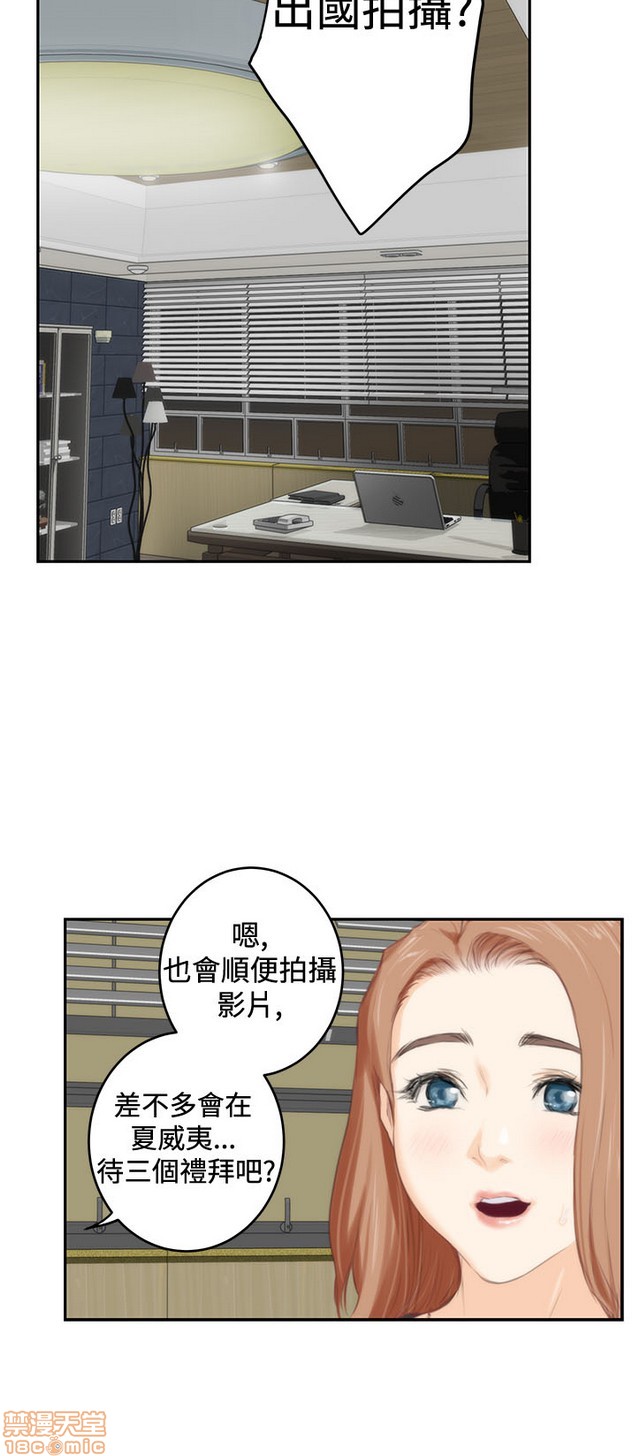 出國拍攝?
嗯,
也會順便拍攝
影片,
差不多會在
夏威夷...
待三個禮拜吧?
禁漫天堂
18comic